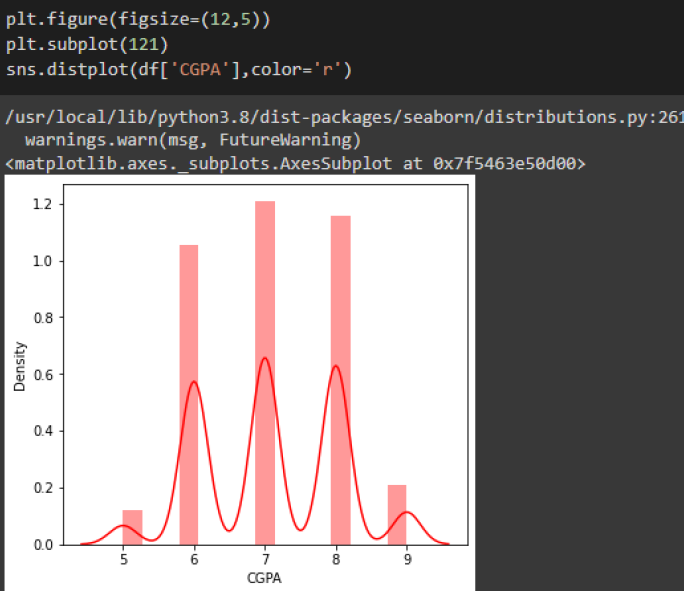 plt.figure(figsize=(12,5))
plt.subplot(121)
sns.distplot(df['CGPA'],color='r')
/usr/local/lib/python3.8/dist-packages/seaborn/distributions.py:261
warnings.warn(msg, FutureWarning)
<matplotlib.axes._subplots.AxesSubplot at 0x7f5463e50d00>
1.2
1.0
0.8
0.6
0.4
0.2
0.0
Density
5 6 7 8 9
CGPA